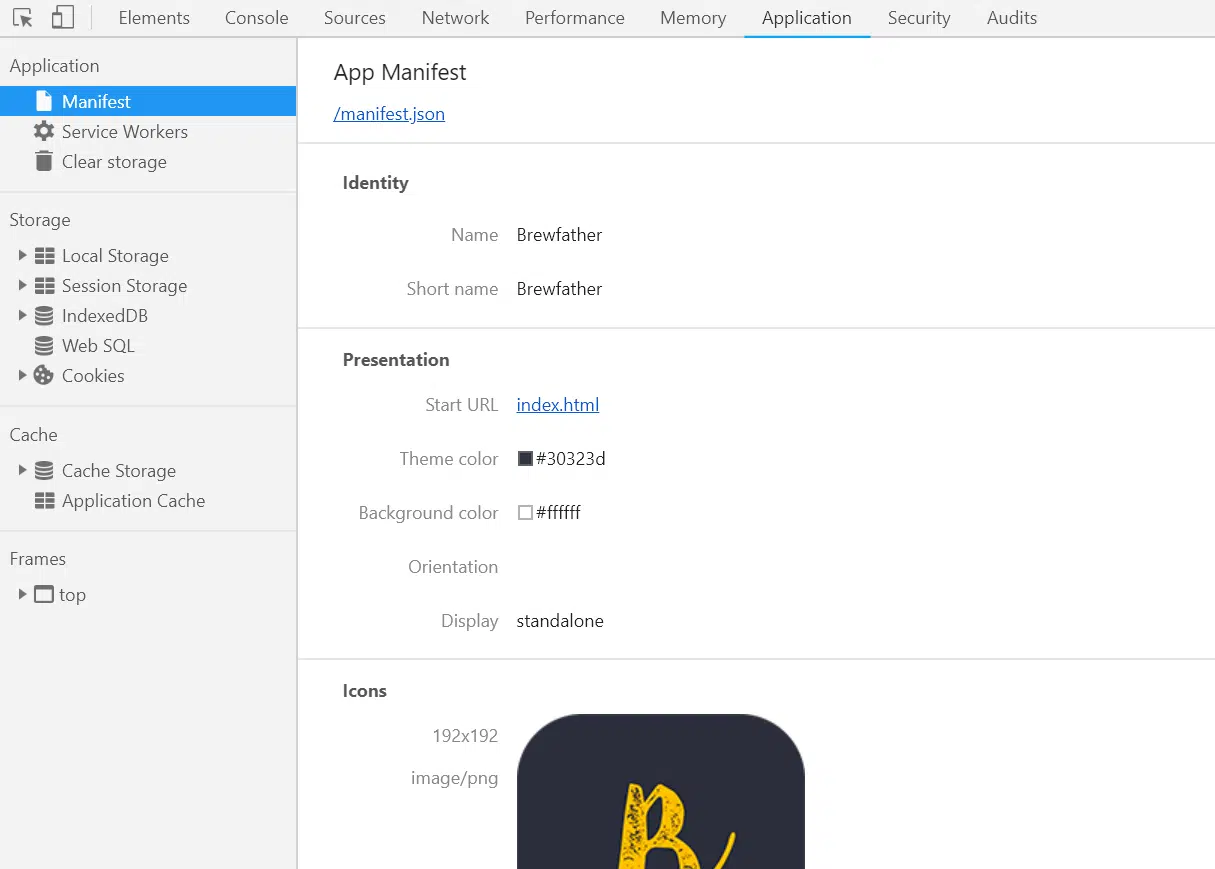 Elements Console Sources Network Performance Memory Application Security Audits
Application
Manifest
Service Workers
Clear storage
Storage
Local Storage
Session Storage
IndexedDB
Web SQL
Cookies
Cache
Cache Storage
Application Cache
Frames
top
App Manifest
/manifest.json
Identity
Name Brewfather
Short name Brewfather
Presentation
Start URL index.html
Theme color #30323d
Background color #ffffff
Orientation
Display standalone
Icons
192x192
image/png
B